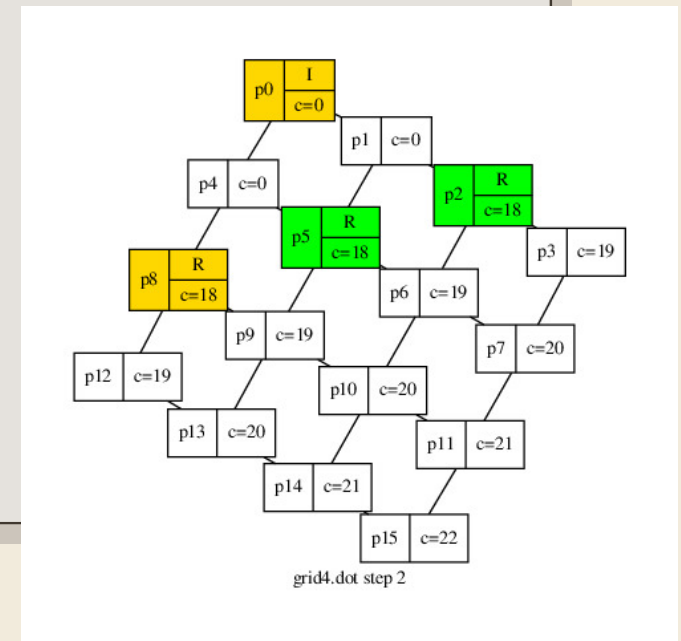 p0 I c=0
p1 c=0
p4 c=0
p2 R c=18
p5 R c=18
p3 c=19
p8 R c=18
p6 c=19
p9 c=19
p7 c=20
p12 c=19
p10 c=20
p13 c=20
p11 c=21
p14 c=21
p15 c=22
grid4.dot step 2